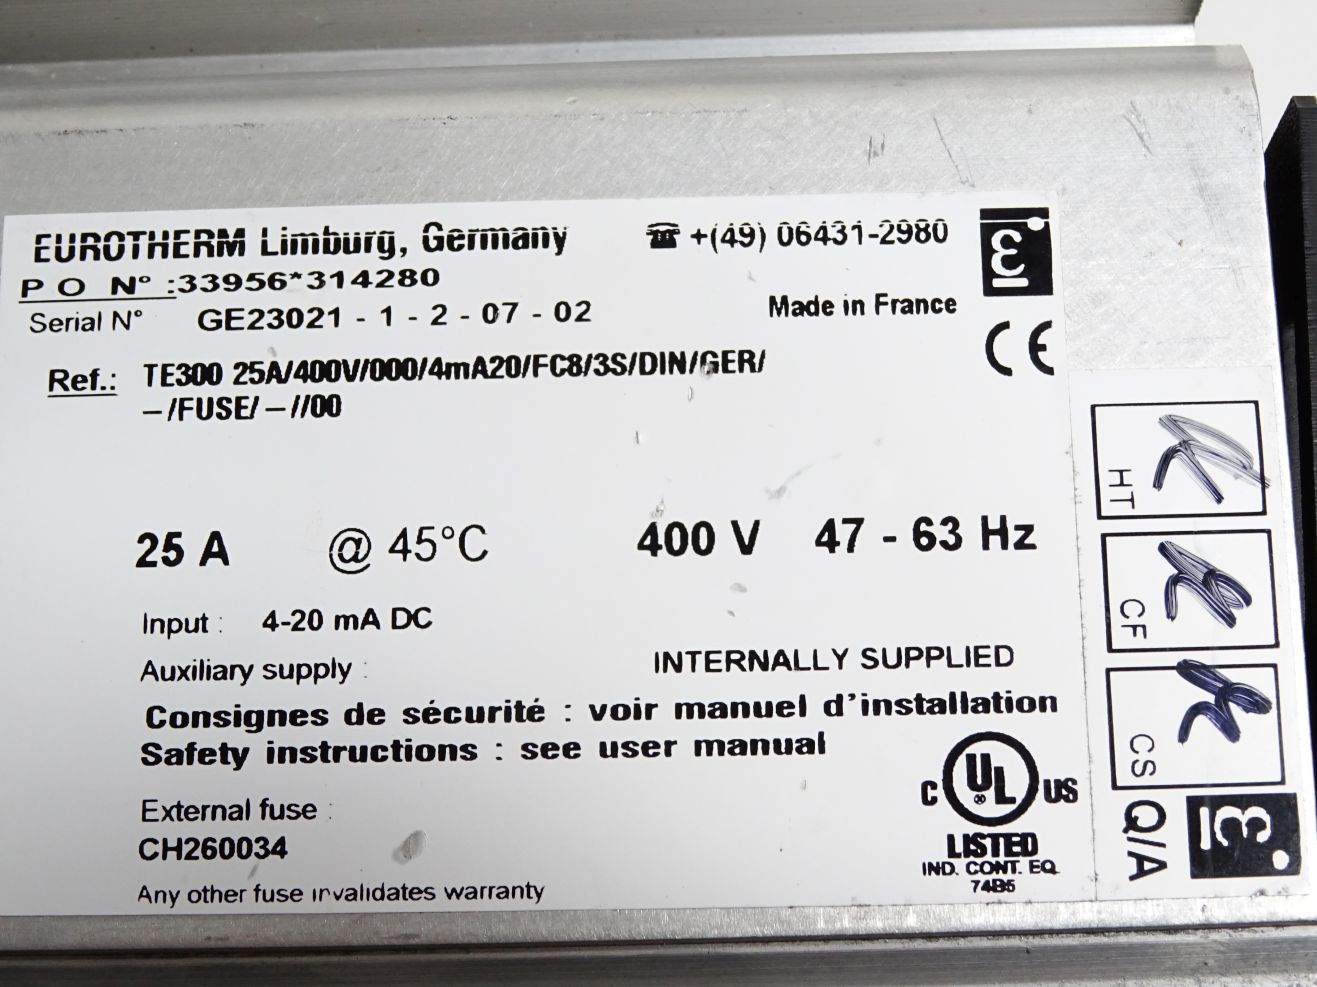 EUROTHERM Limburg, Germany ☎ +(49) 06431-2980
P O N° :33956*314280
Serial N° GE23021 - 1 - 2 - 07 - 02 Made in France
Ref.: TE300 25A/400V/000/4mA20/FC8/3S/DIN/GER/
–/FUSE/–//00
CE
25 A @ 45°C 400 V 47 - 63 Hz
Input : 4-20 mA DC
Auxiliary supply : INTERNALLY SUPPLIED
Consignes de sécurité : voir manuel d'installation
Safety instructions : see user manual
External fuse :
CH260034
Any other fuse invalidates warranty
C UL ® US
LISTED
IND. CONT. EQ.
74B5
HT
CF
CS
Q/A